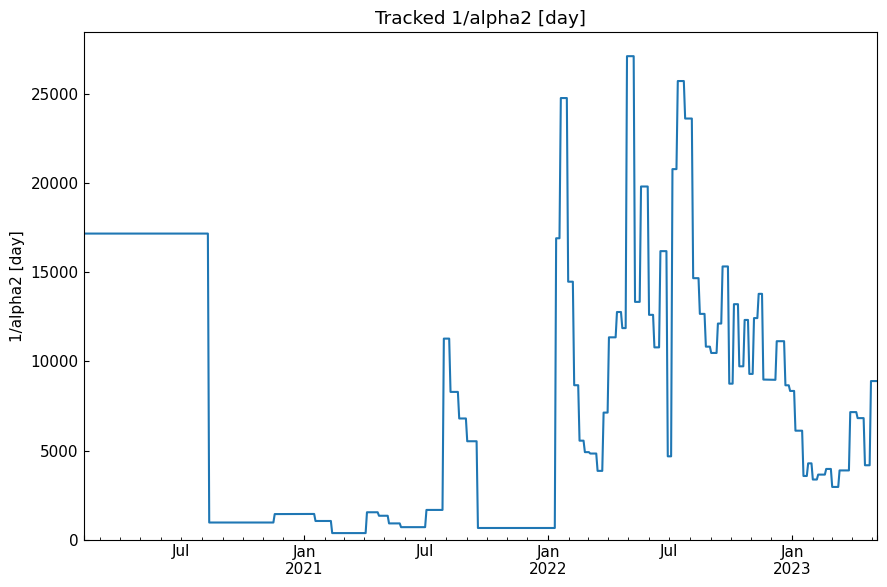 Tracked 1/alpha2 [day]
1/alpha2 [day]
25000
20000
15000
10000
5000
0
Jul
Jan
2021
Jul
Jan
2022
Jul
Jan
2023